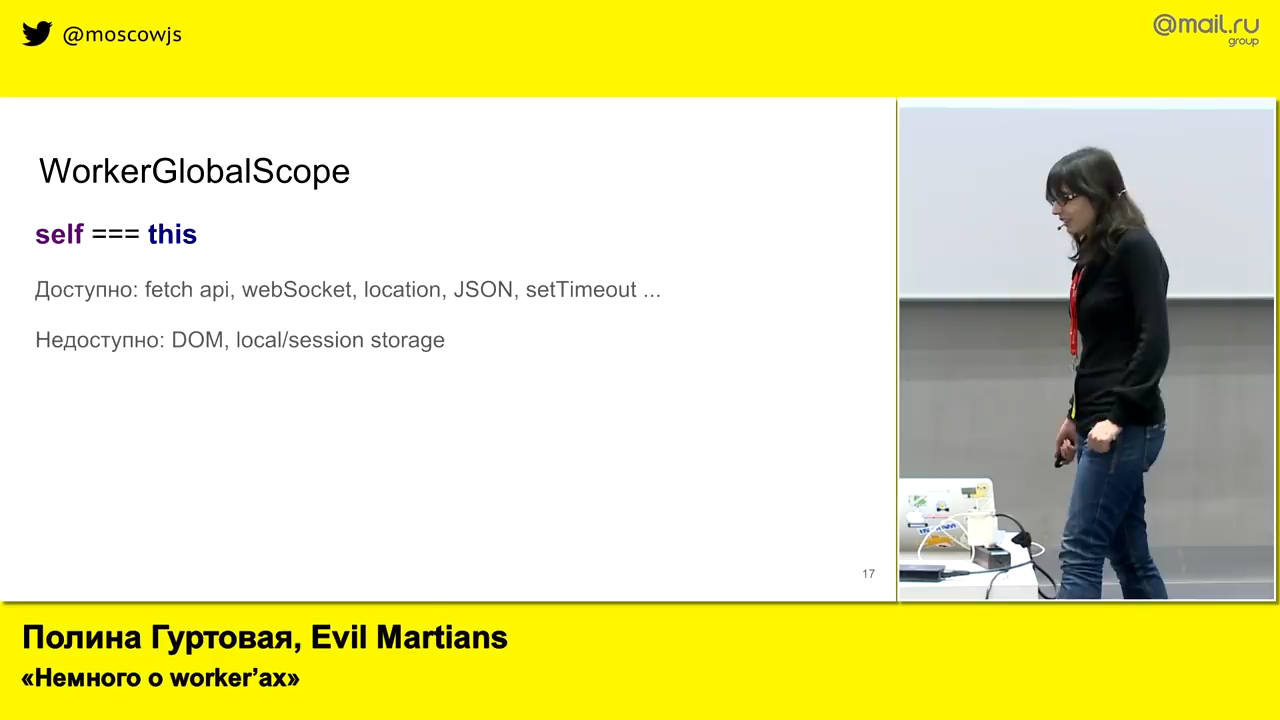 @moscowjs
@mail.ru
group
WorkerGlobalScope
self === this
Доступно: fetch api, webSocket, location, JSON, setTimeout ...
Недоступно: DOM, local/session storage
17
Полина Гуртовая, Evil Martians
«Немного о worker’ах»